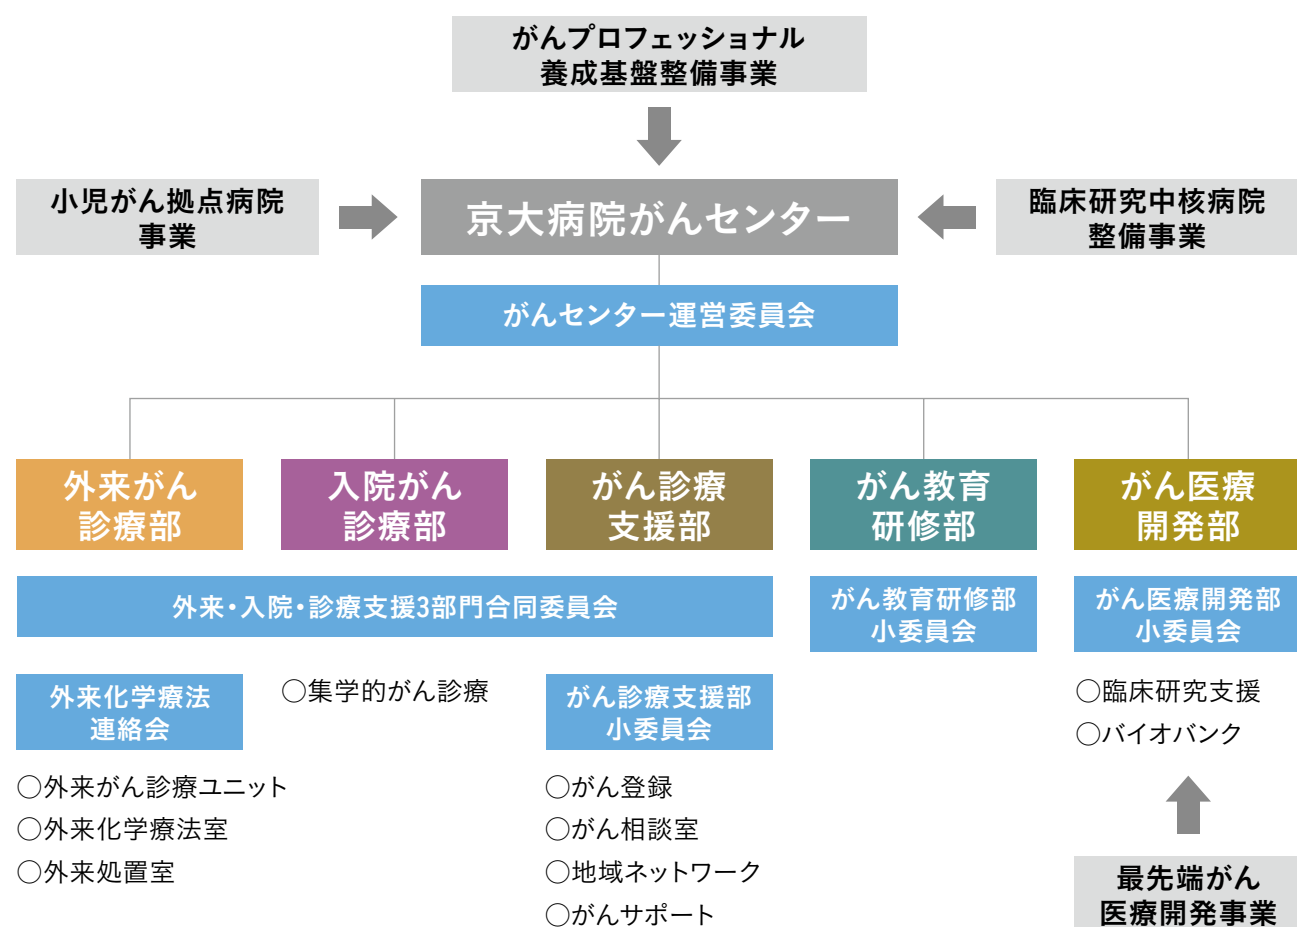 がんプロフェッショナル
養成基盤整備事業
小児がん拠点病院
事業
京大病院がんセンター
臨床研究中核病院
整備事業
がんセンター運営委員会
外来がん
診療部
入院がん
診療部
がん診療
支援部
がん教育
研修部
がん医療
開発部
外来・入院・診療支援3部門合同委員会
がん教育研修部
小委員会
がん医療開発部
小委員会
外来化学療法
連絡会
○集学的がん診療
がん診療支援部
小委員会
○臨床研究支援
○バイオバンク
○外来がん診療ユニット
○外来化学療法室
○外来処置室
○がん登録
○がん相談室
○地域ネットワーク
○がんサポート
最先端がん
医療開発事業